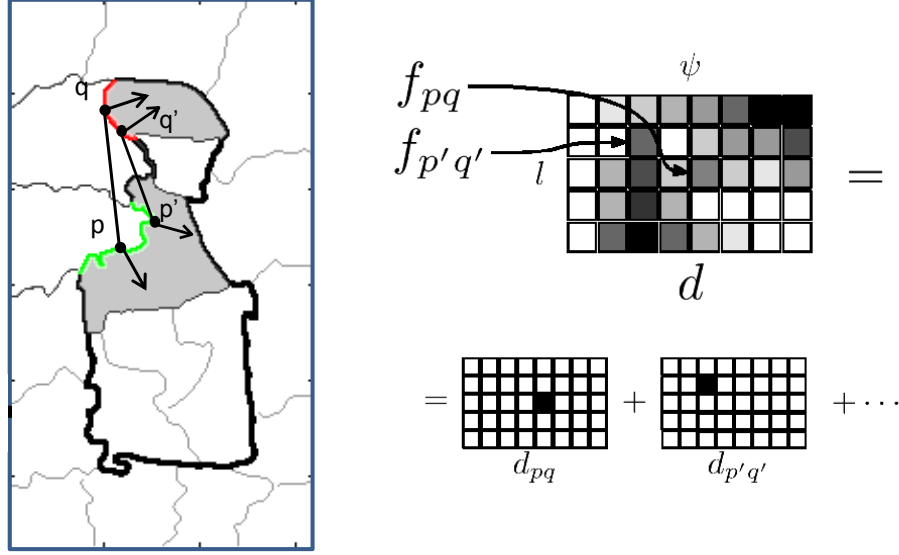 q
q'
p'
p
ψ
f_{pq}
f_{p'q'}
l
=
d
= + + ⋯
d_{pq} d_{p'q'}